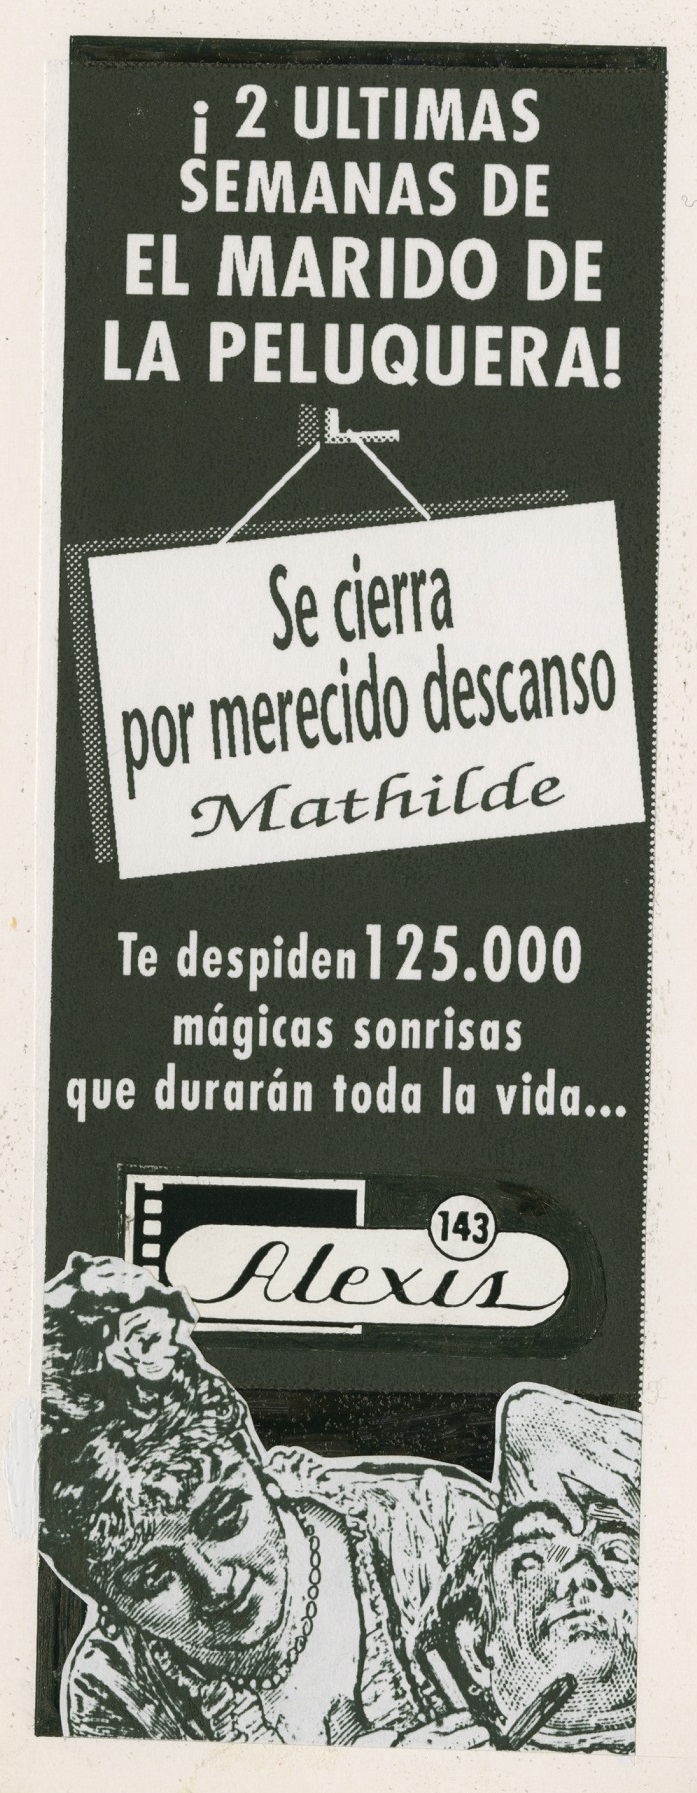 ¡ 2 ULTIMAS
SEMANAS DE
EL MARIDO DE
LA PELUQUERA!
Se cierra
por merecido descanso
Mathilde
Te despiden 125.000
mágicas sonrisas
que durarán toda la vida...
143
Alexis